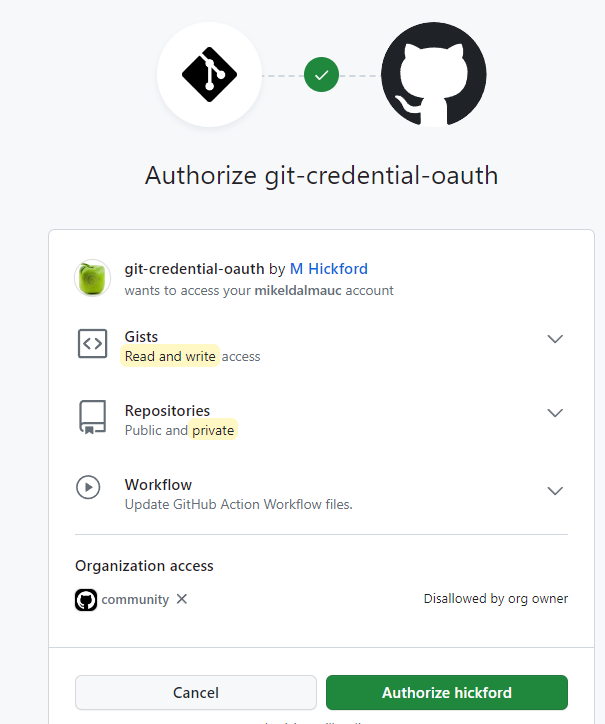 Authorize git-credential-oauth
git-credential-oauth by M Hickford
wants to access your mikeldalmauc account
Gists
Read and write access
Repositories
Public and private
Workflow
Update GitHub Action Workflow files.
Organization access
community
Disallowed by org owner
Cancel
Authorize hickford